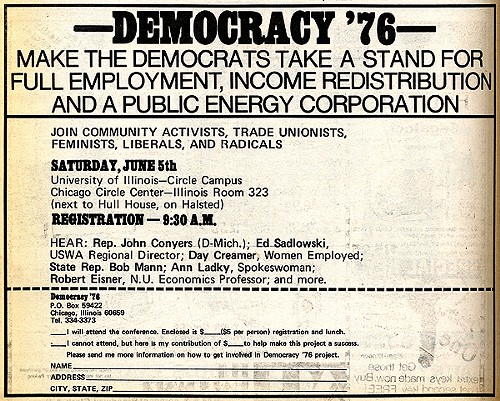 —DEMOCRACY '76—
MAKE THE DEMOCRATS TAKE A STAND FOR
FULL EMPLOYMENT, INCOME REDISTRIBUTION
AND A PUBLIC ENERGY CORPORATION
JOIN COMMUNITY ACTIVISTS, TRADE UNIONISTS,
FEMINISTS, LIBERALS, AND RADICALS
SATURDAY, JUNE 5th
University of Illinois—Circle Campus
Chicago Circle Center—Illinois Room 323
(next to Hull House, on Halsted)
REGISTRATION — 9:30 A.M.
HEAR: Rep. John Conyers (D-Mich.); Ed Sadlowski,
USWA Regional Director; Day Creamer, Women Employed;
State Rep. Bob Mann; Ann Ladky, Spokeswoman;
Robert Eisner, N.U. Economics Professor; and more.
Democracy '76
P.O. Box 59422
Chicago, Illinois 60659
Tel. 334-3373
___I will attend the conference. Enclosed is $___($5 per person) registration and lunch.
___I cannot attend, but here is my contribution of $___to help make this project a success.
Please send me more information on how to get involved in Democracy '76 project.
NAME
ADDRESS
CITY, STATE, ZIP